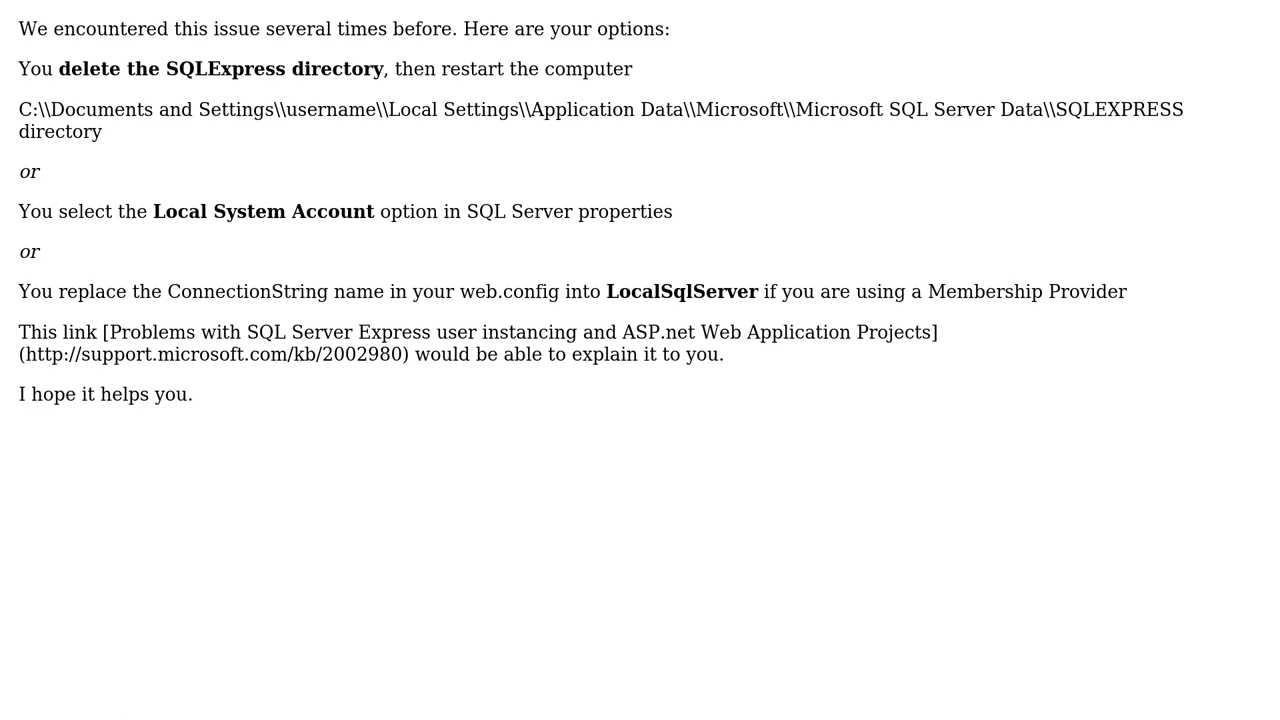 We encountered this issue several times before. Here are your options:
You delete the SQLExpress directory, then restart the computer
C:\\Documents and Settings\\username\\Local Settings\\Application Data\\Microsoft\\Microsoft SQL Server Data\\SQLEXPRESS
directory
or
You select the Local System Account option in SQL Server properties
or
You replace the ConnectionString name in your web.config into LocalSqlServer if you are using a Membership Provider
This link [Problems with SQL Server Express user instancing and ASP.net Web Application Projects]
(http://support.microsoft.com/kb/2002980) would be able to explain it to you.
I hope it helps you.